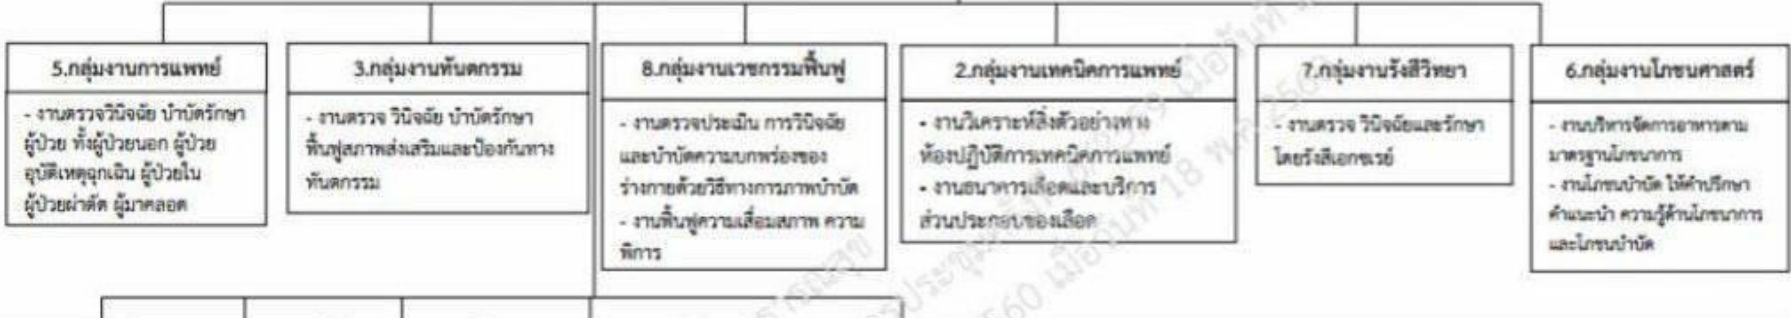 5.กลุ่มงานการแพทย์
- งานตรวจวินิจฉัย บำบัดรักษา
ผู้ป่วย ทั้งผู้ป่วยนอก ผู้ป่วย
อุบัติเหตุฉุกเฉิน ผู้ป่วยใน
ผู้ป่วยผ่าตัด ผู้มาคลอด
3.กลุ่มงานทันตกรรม
- งานตรวจ วินิจฉัย บำบัดรักษา
ฟื้นฟูสภาพส่งเสริมและป้องกันทาง
ทันตกรรม
8.กลุ่มงานเวชกรรมฟื้นฟู
- งานตรวจประเมิน การวินิจฉัย
และบำบัดความบกพร่องของ
ร่างกายด้วยวิธีทางกายภาพบำบัด
- งานฟื้นฟูความเสื่อมสภาพ ความ
พิการ
2.กลุ่มงานเทคนิคการแพทย์
- งานวิเคราะห์สิ่งตัวอย่างทาง
ห้องปฏิบัติการเทคนิคการแพทย์
- งานธนาคารเลือดและบริการ
ส่วนประกอบของเลือด
7.กลุ่มงานรังสีวิทยา
- งานตรวจ วินิจฉัยและรักษา
โดยรังสีเอกซเรย์
6.กลุ่มงานโภชนศาสตร์
- งานบริหารจัดการอาหารตาม
มาตรฐานโภชนาการ
- งานโภชนบำบัด ให้คำปรึกษา
คำแนะนำ ความรู้ด้านโภชนาการ
และโภชนบำบัด